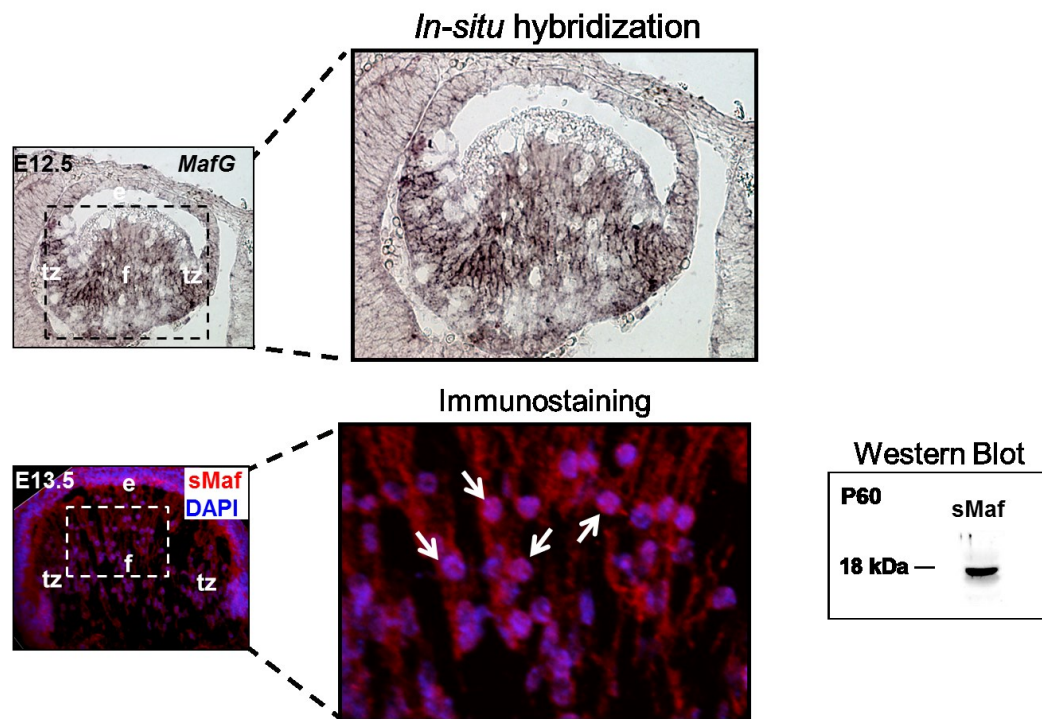 In-situ hybridization
E12.5 MafG
e
tz f tz
Immunostaining
E13.5 sMaf
e DAPI
f
tz tz
Western Blot
P60
sMaf
18 kDa